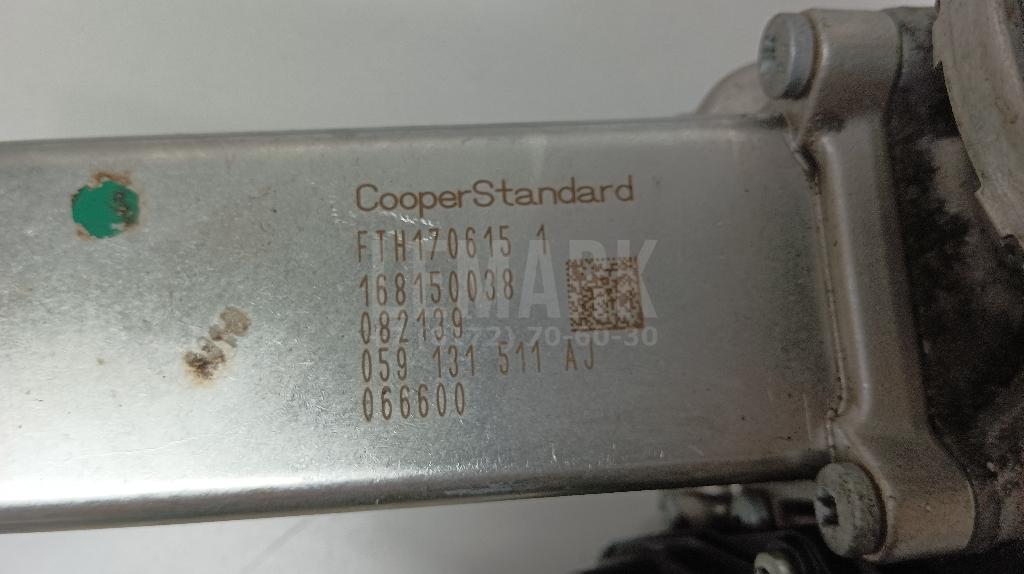 CooperStandard
FTH170615 1
168150038
082139
059 131 511 AJ
066600